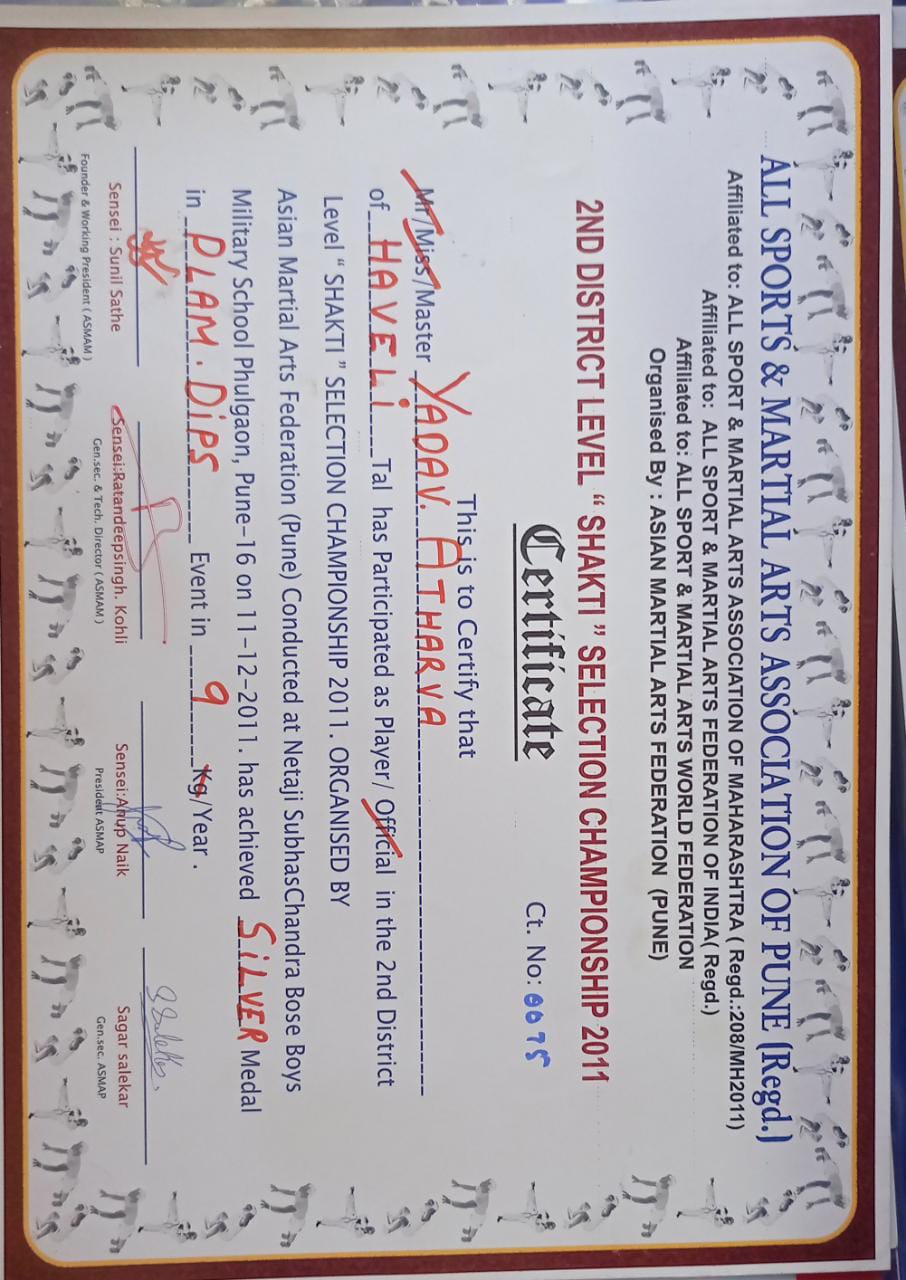 ALL SPORTS & MARTIAL ARTS ASSOCIATION OF PUNE (Regd.)
Affiliated to: ALL SPORT & MARTIAL ARTS ASSOCIATION OF MAHARASHTRA ( Regd.:208/MH2011)
Affiliated to: ALL SPORT & MARTIAL ARTS FEDERATION OF INDIA( Regd.)
Affiliated to: ALL SPORT & MARTIAL ARTS WORLD FEDERATION
Organised By : ASIAN MARTIAL ARTS FEDERATION (PUNE)
2ND DISTRICT LEVEL “ SHAKTI ” SELECTION CHAMPIONSHIP 2011
Certificate
Ct. No: 0075
This is to Certify that
Mr/Miss/Master YADAV. ATHARVA
of HAVELi Tal has Participated as Player/ Official in the 2nd District
Level “ SHAKTI ” SELECTION CHAMPIONSHIP 2011. ORGANISED BY
Asian Martial Arts Federation (Pune) Conducted at Netaji SubhasChandra Bose Boys
Military School Phulgaon, Pune-16 on 11-12-2011. has achieved SiLVER Medal
in PLAM. DiPS Event in 9 Kg/Year .
S Salekar
Sensei : Sunil Sathe Sensei:Ratandeepsingh. Kohli Sensei:Anup Naik Sagar salekar
Founder & Working President ( ASMAM ) Gen.sec. & Tech. Director ( ASMAM ) President ASMAP Gen.sec. ASMAP